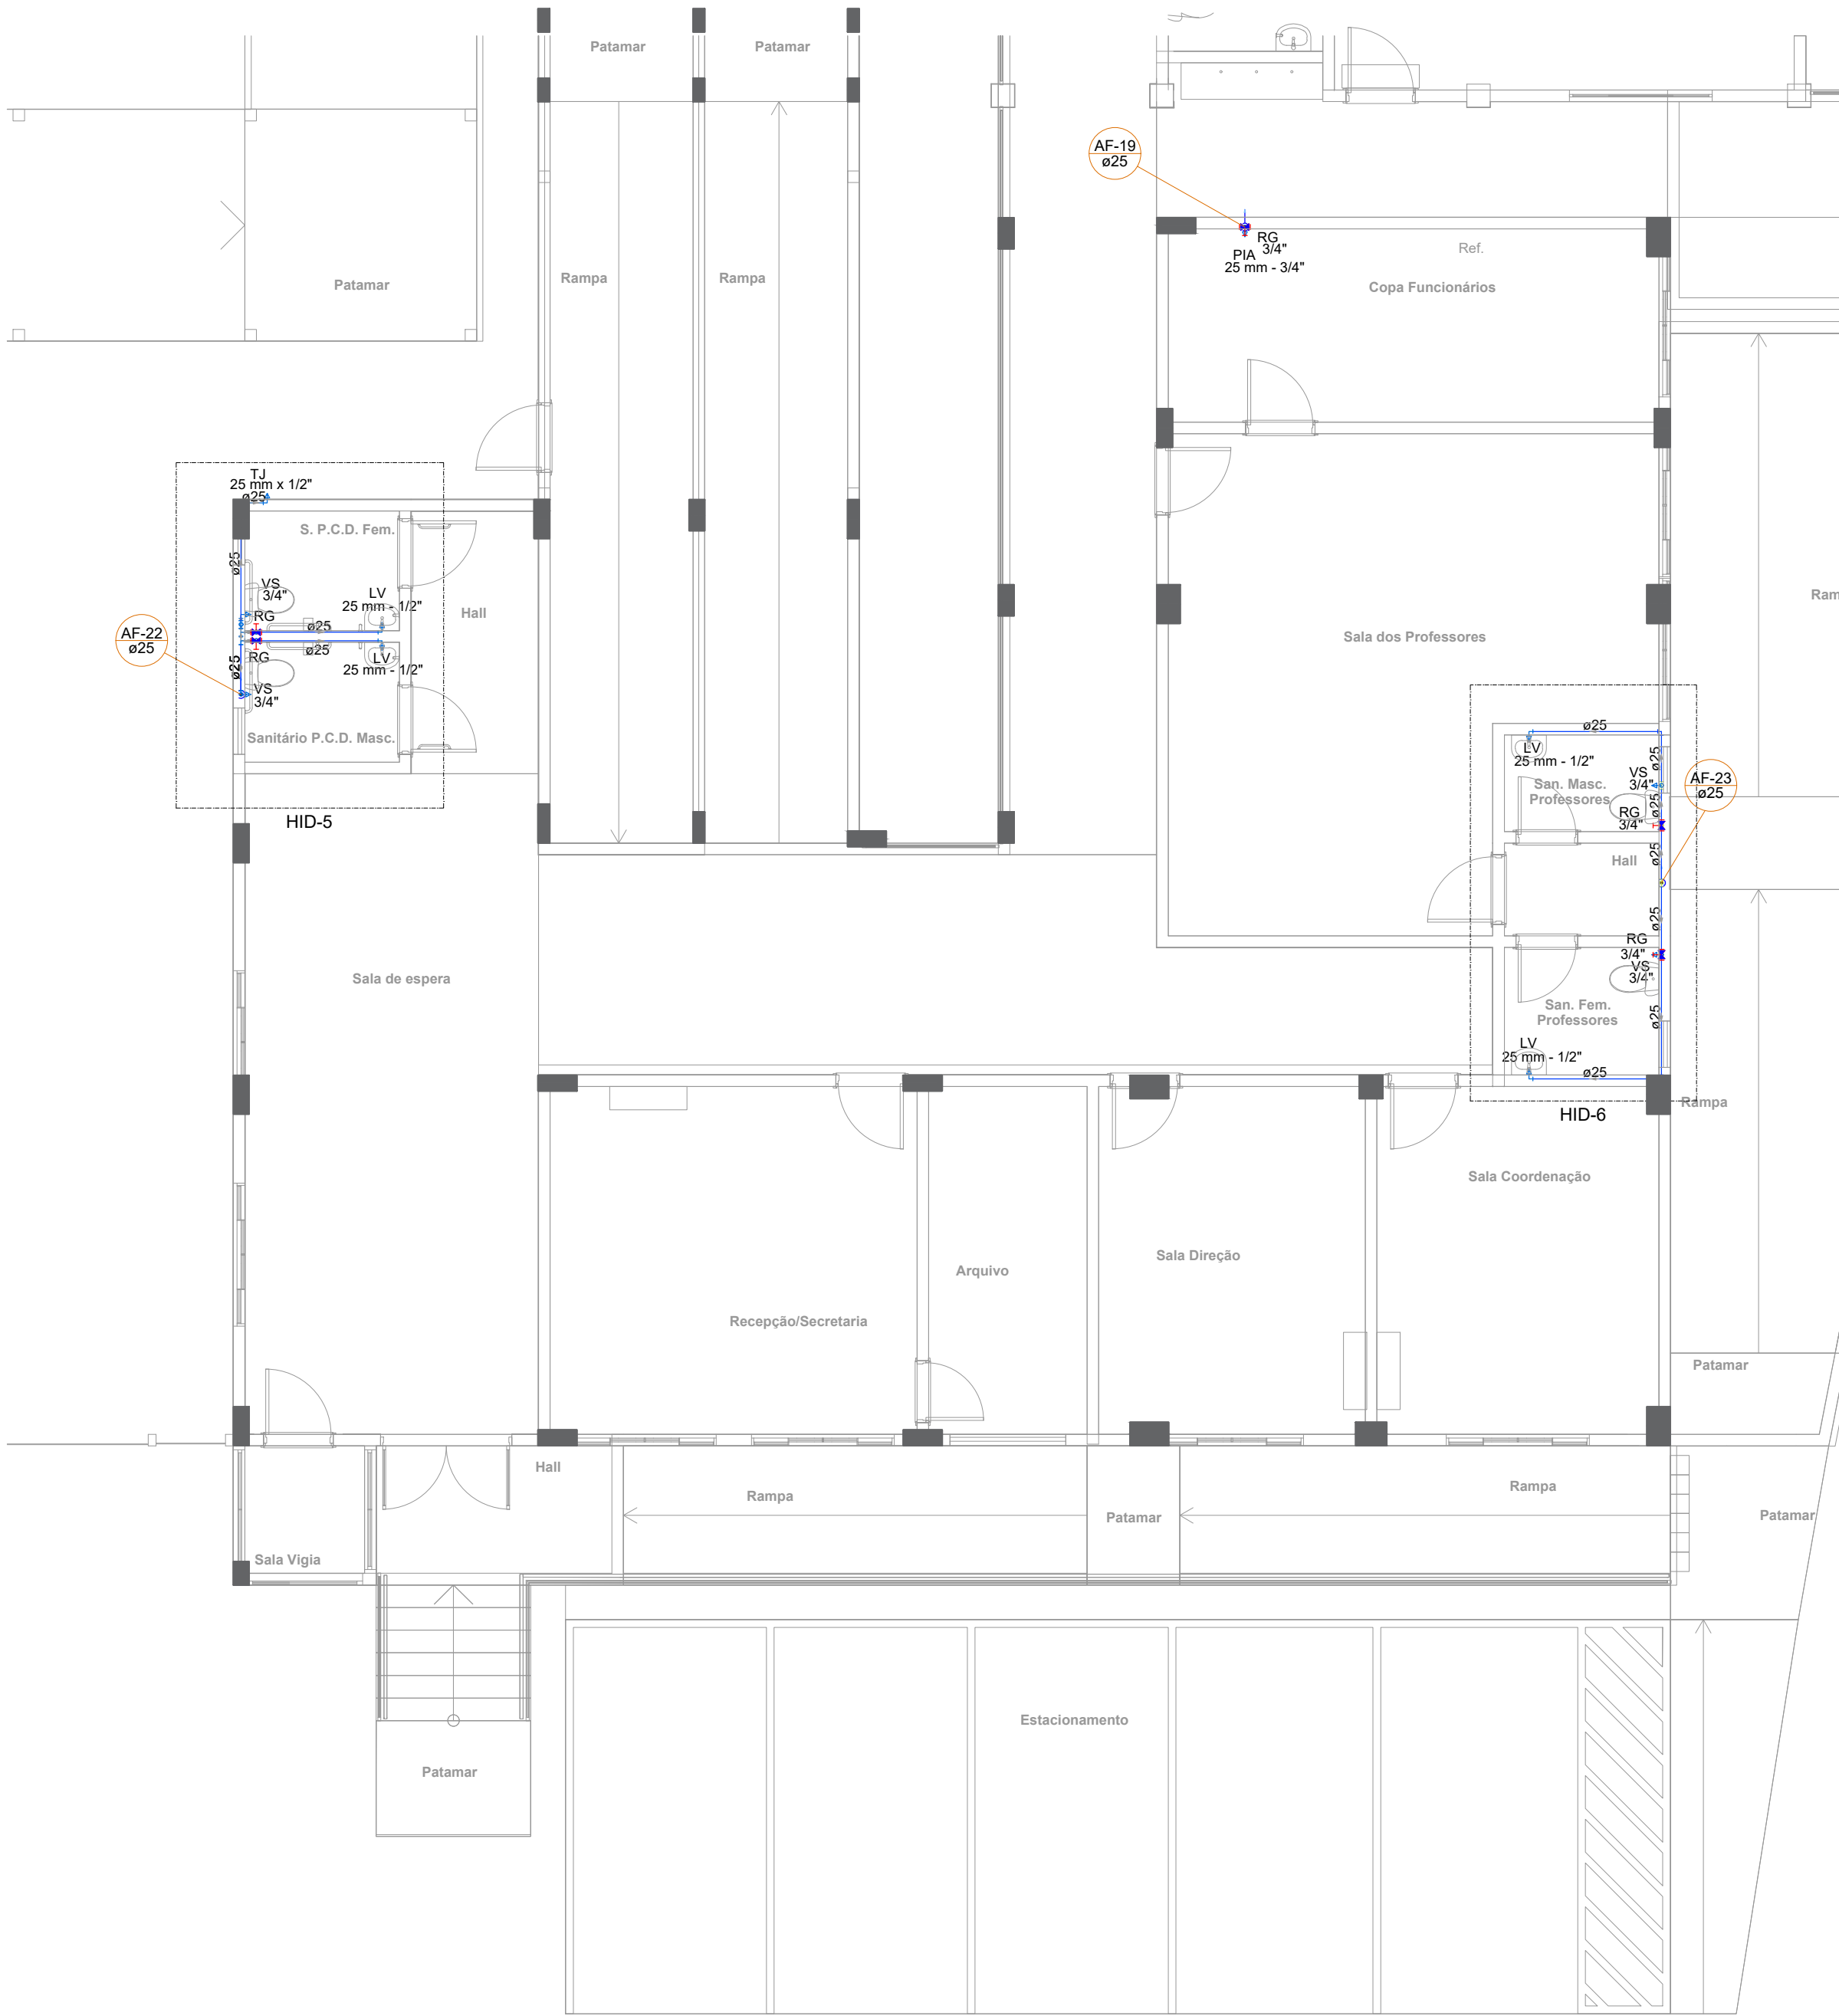 Patamar
Patamar
AF-19
ø25
RG
3/4"
PIA
25 mm - 3/4"
Ref.
Copa Funcionários
Patamar
Rampa
Rampa
TJ
25 mm x 1/2"
ø25
S. P.C.D. Fem.
ø25
VS
3/4"
LV
25 mm - 1/2"
RG
ø25
Hall
AF-22
ø25
RG
ø25
LV
25 mm - 1/2"
ø25
VS
3/4"
Sanitário P.C.D. Masc.
HID-5
Ram
Sala dos Professores
ø25
LV
25 mm - 1/2"
ø25
VS
3/4"
San. Masc.
Professores
ø25
RG
3/4"
AF-23
ø25
Hall
ø25
ø25
RG
3/4"
VS
3/4"
San. Fem.
Professores
ø25
LV
25 mm - 1/2"
ø25
HID-6
Rampa
Sala de espera
Sala Coordenação
Sala Direção
Arquivo
Recepção/Secretaria
Patamar
Hall
Rampa
Patamar
Rampa
Patamar
Sala Vigia
Estacionamento
Patamar